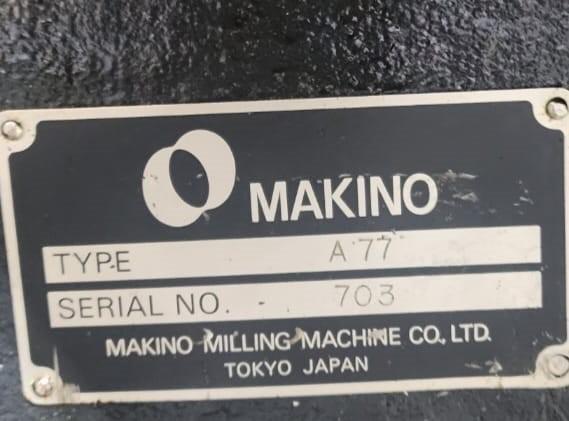 MAKINO
TYPE A77
SERIAL NO. 703
MAKINO MILLING MACHINE CO., LTD.
TOKYO JAPAN